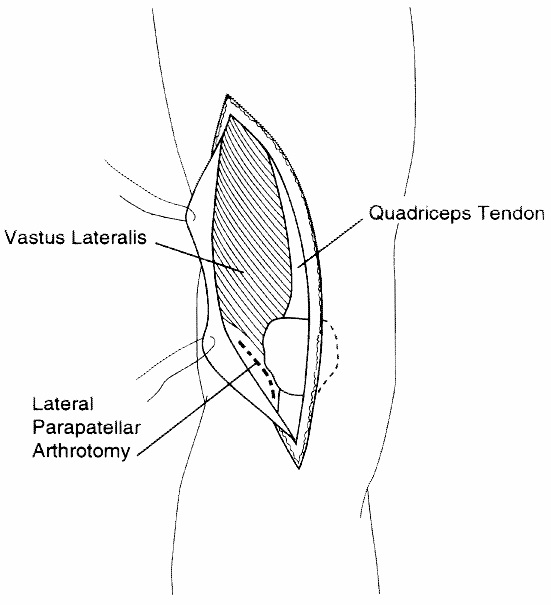 Quadriceps Tendon
Vastus Lateralis
Lateral
Parapatellar
Arthrotomy